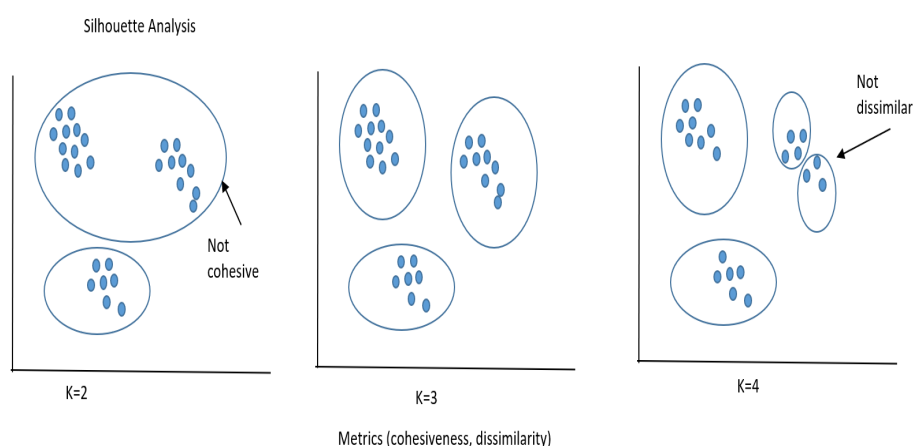 Silhouette Analysis
Not
cohesive
Not
dissimilar
K=2
K=3
K=4
Metrics (cohesiveness, dissimilarity)